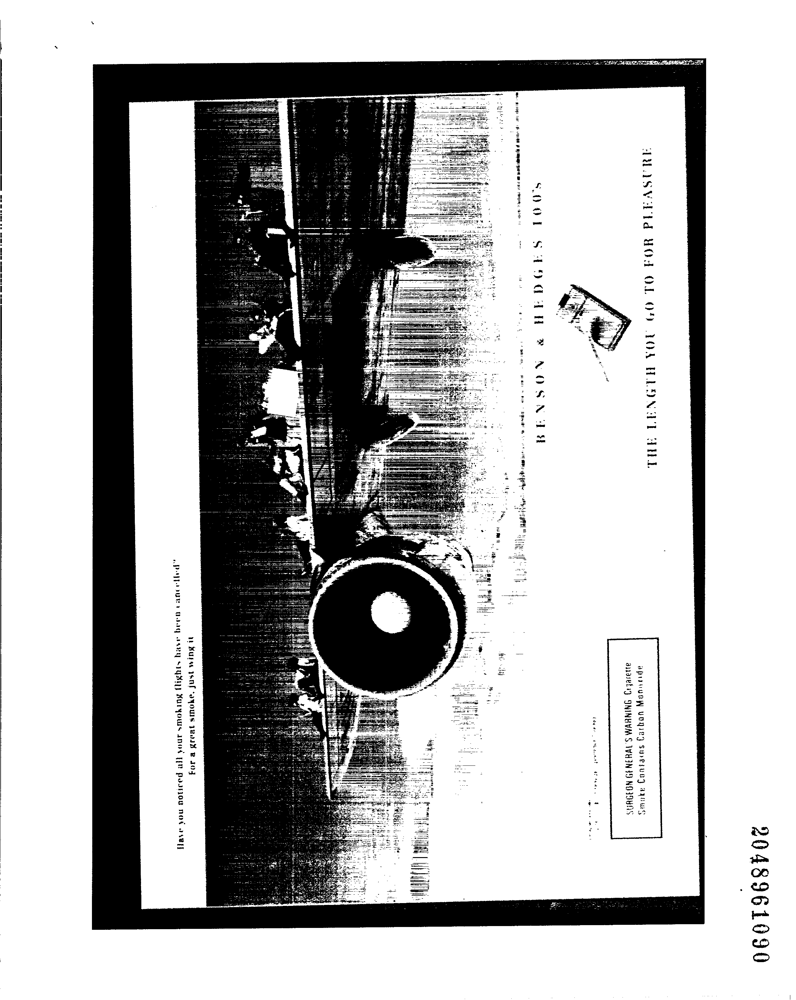 Have you noticed all your smoking flights have been cancelled?
For a great smoke, just wing it
BENSON & HEDGES 100's
THE LENGTH YOU GO TO FOR PLEASURE
SURGEON GENERAL'S WARNING: Cigarette
Smoke Contains Carbon Monoxide
2048961090